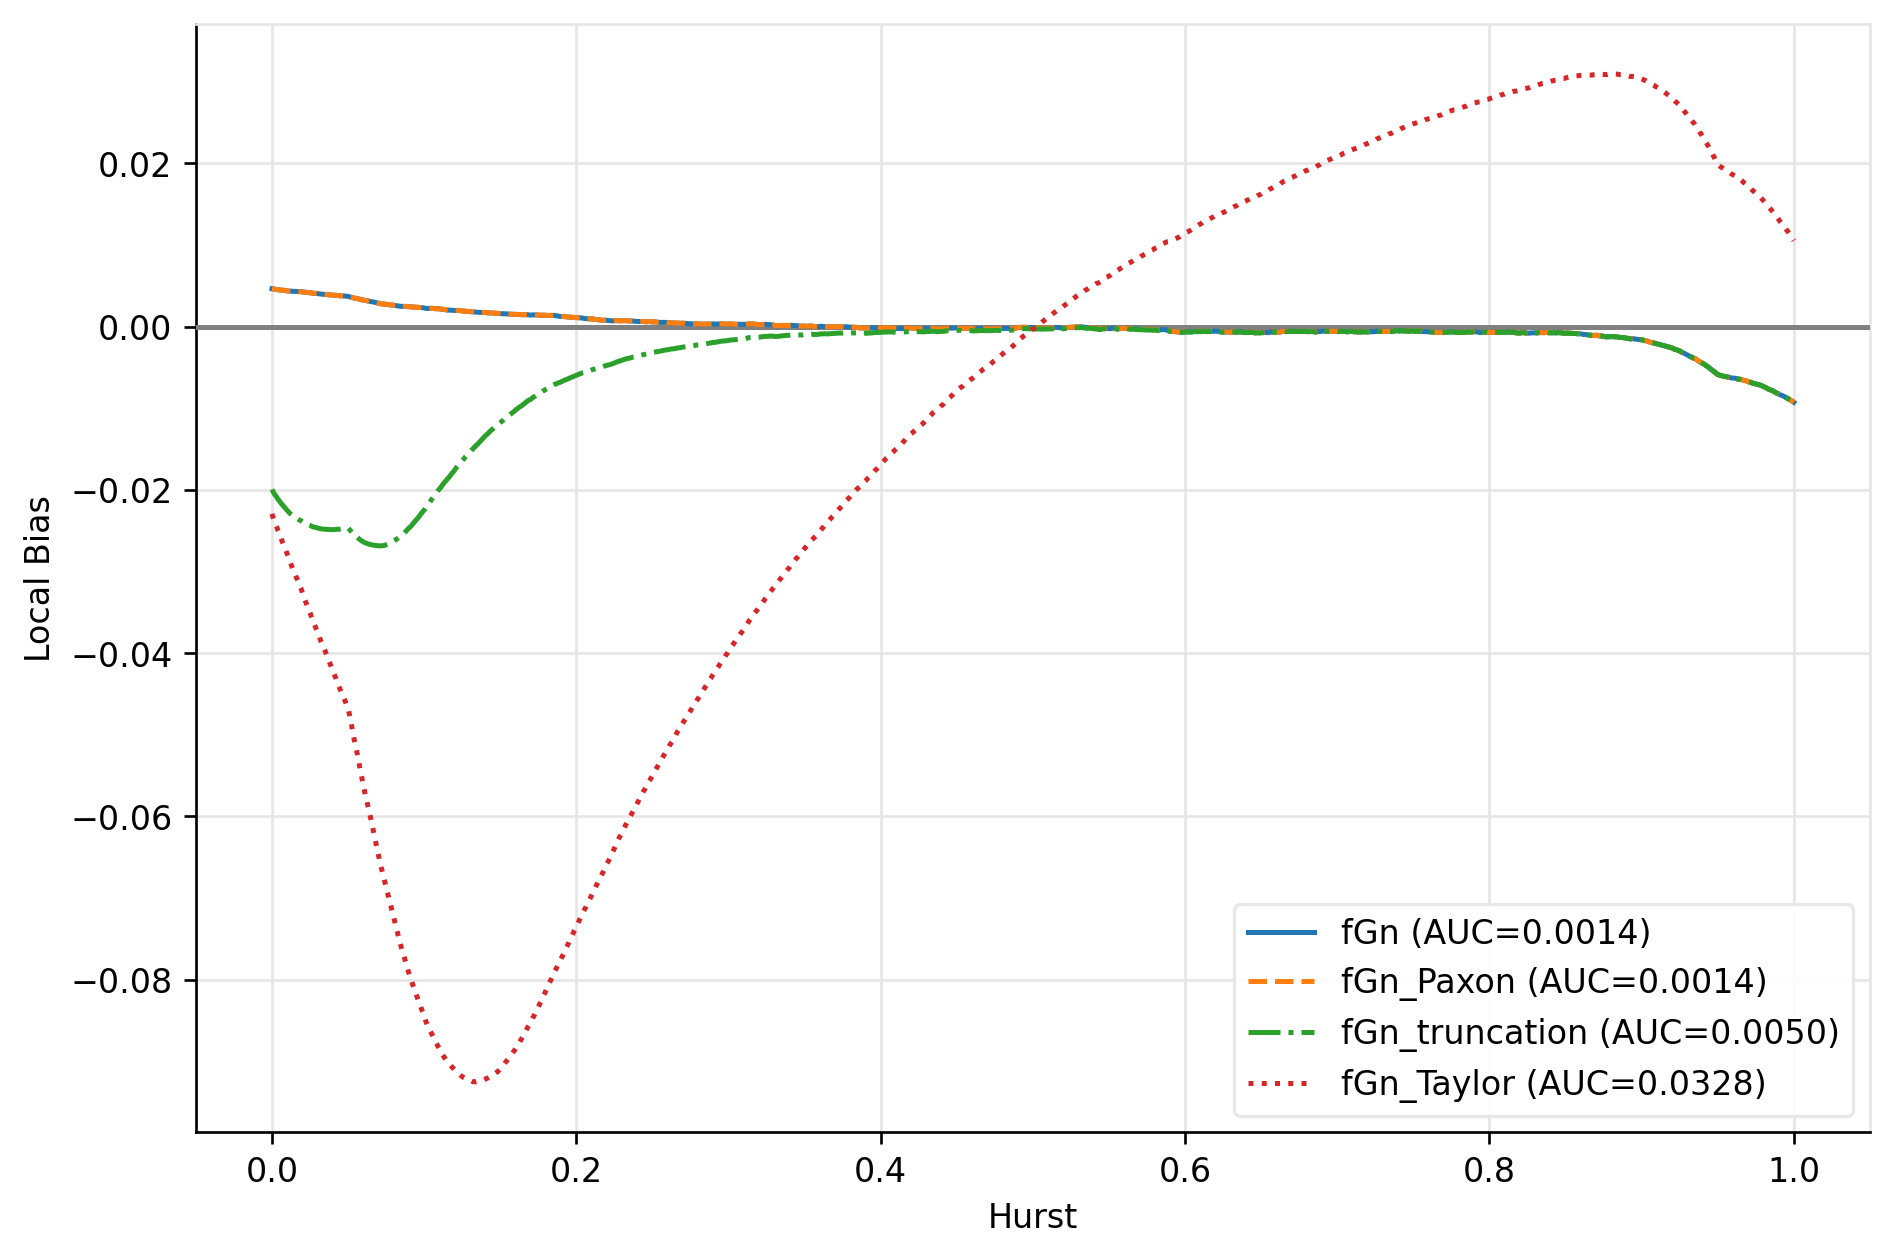 0.02
0.00
−0.02
−0.04
−0.06
−0.08
Local Bias
0.0 0.2 0.4 0.6 0.8 1.0
Hurst
fGn (AUC=0.0014)
fGn_Paxon (AUC=0.0014)
fGn_truncation (AUC=0.0050)
fGn_Taylor (AUC=0.0328)